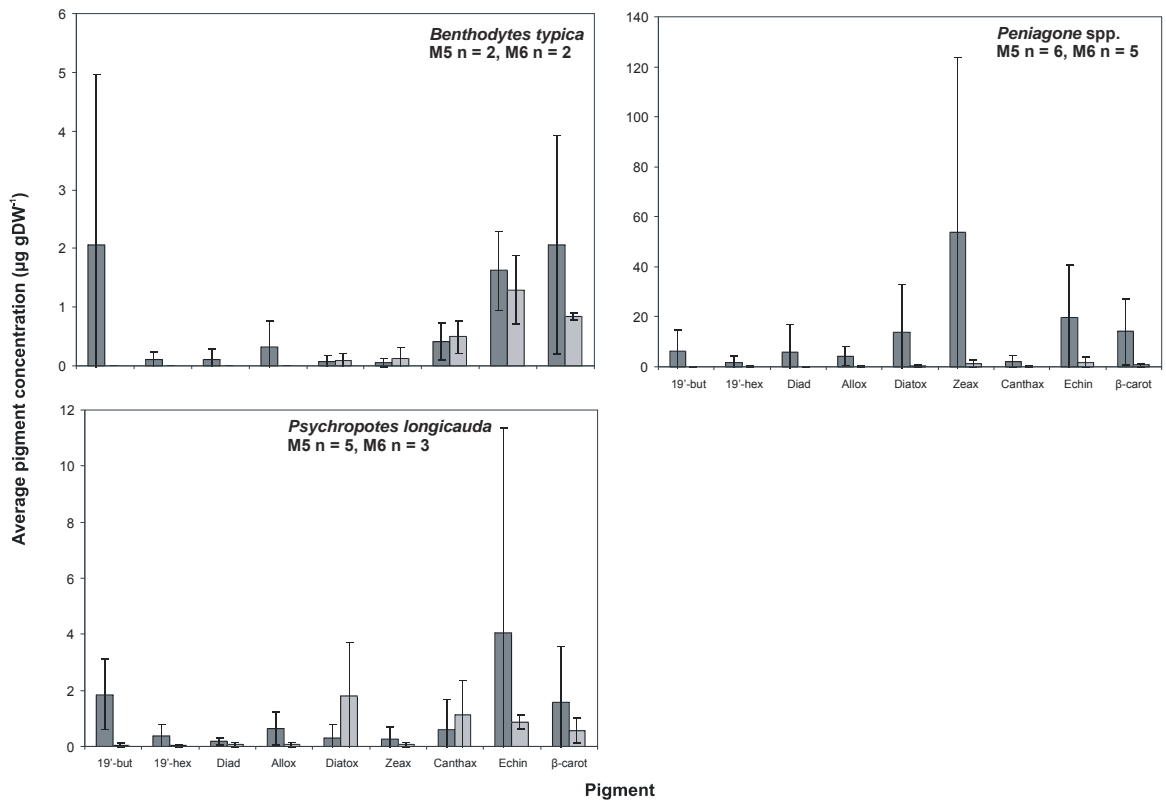 Average pigment concentration (µg gDW⁻¹)
6
5
4
3
2
1
0
Benthodytes typica
M5 n = 2, M6 n = 2
140
120
100
80
60
40
20
0
Peniagone spp.
M5 n = 6, M6 n = 5
19'-but 19'-hex Diad Allox Diatox Zeax Canthax Echin β-carot
12
10
8
6
4
2
0
Psychropotes longicauda
M5 n = 5, M6 n = 3
19'-but 19'-hex Diad Allox Diatox Zeax Canthax Echin β-carot
Pigment